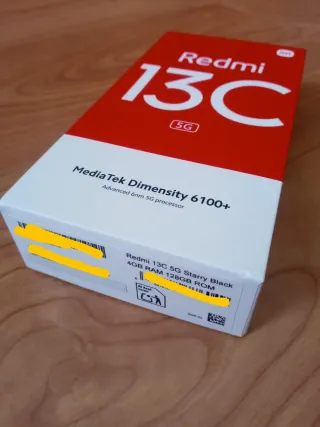 Redmi
13C
5G
MediaTek Dimensity 6100+
Advanced 6nm 5G processor
Redmi 13C 5G Starry Black
4GB RAM 128GB ROM